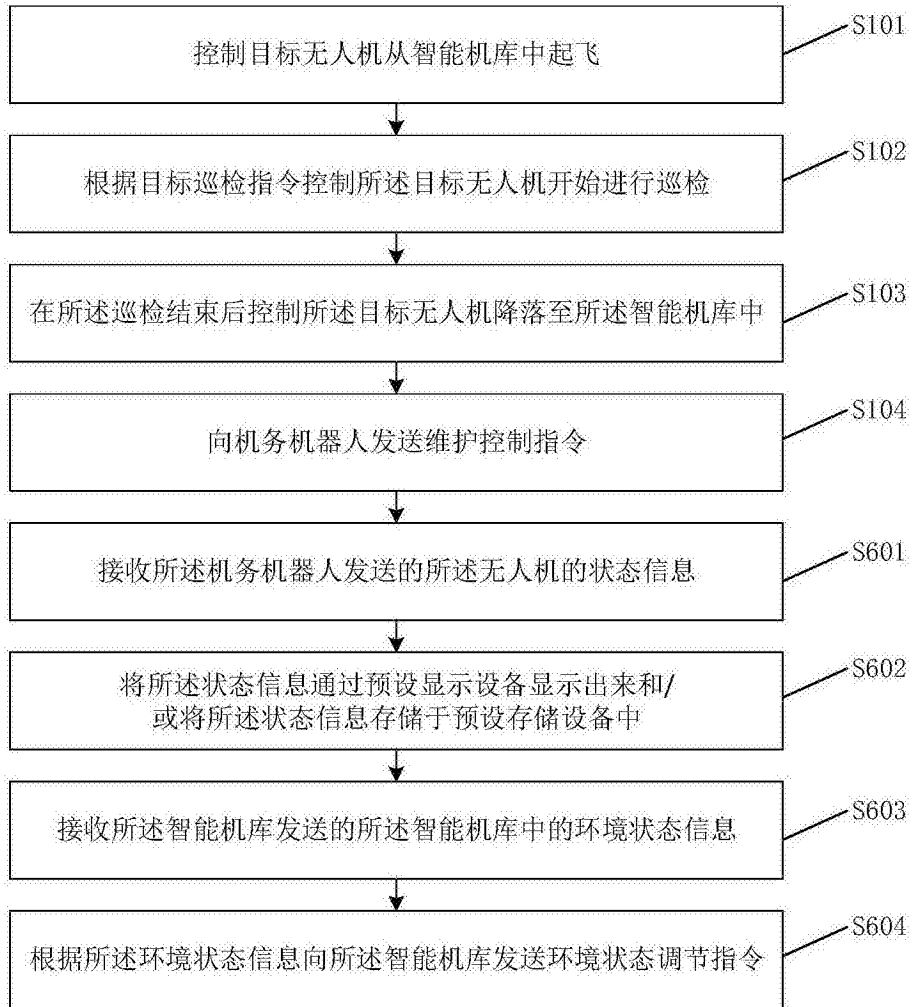 控制目标无人机从智能机库中起飞
S101
根据目标巡检指令控制所述目标无人机开始进行巡检
S102
在所述巡检结束后控制所述目标无人机降落至所述智能机库中
S103
向机务机器人发送维护控制指令
S104
接收所述机务机器人发送的所述无人机的状态信息
S601
将所述状态信息通过预设显示设备显示出来和/
或将所述状态信息存储于预设存储设备中
S602
接收所述智能机库发送的所述智能机库中的环境状态信息
S603
根据所述环境状态信息向所述智能机库发送环境状态调节指令
S604